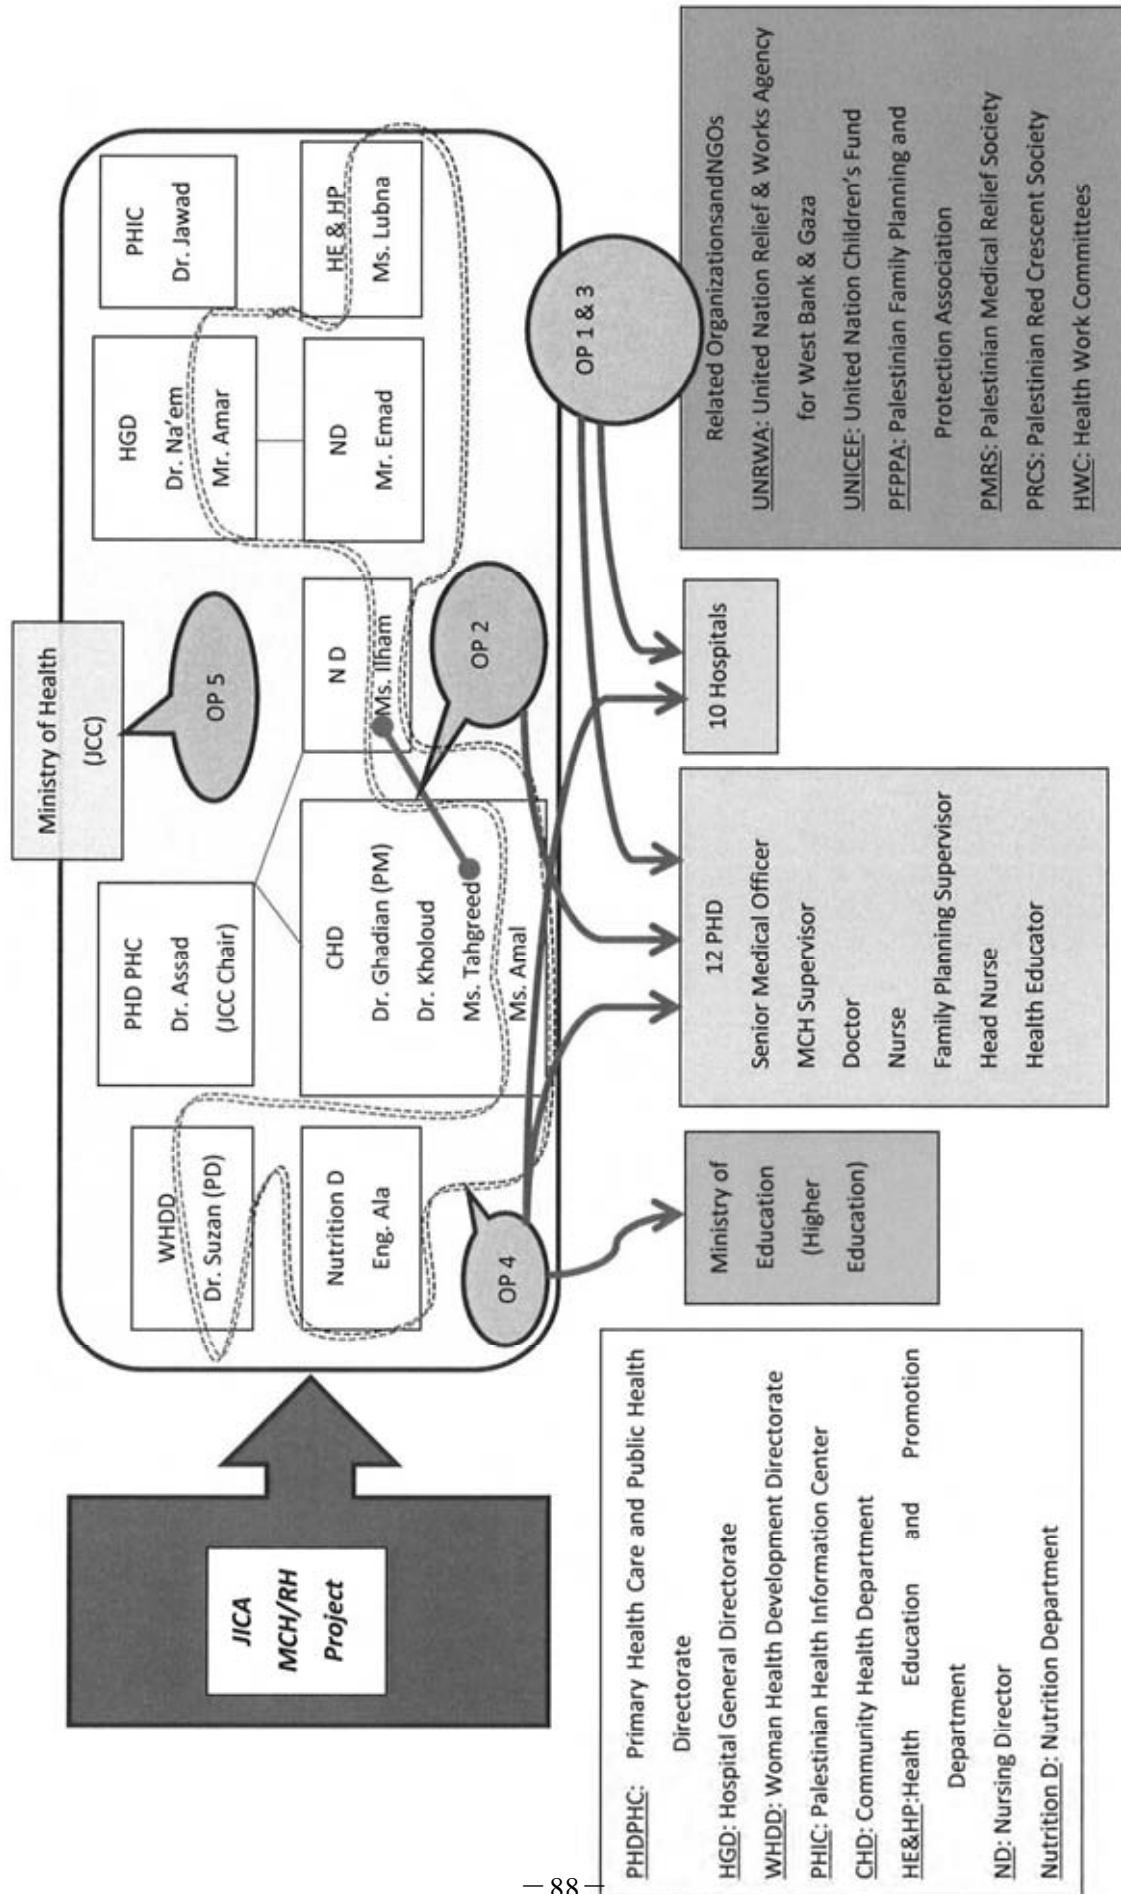 Ministry of Health
(JCC)
JICA
MCH/RH
Project
WHDD
Dr. Suzan (PD)
PHD PHC
Dr. Assad
(JCC Chair)
OP 5
HGD
Dr. Na'em
Mr. Amar
PHIC
Dr. Jawad
Nutrition D
Eng. Ala
CHD
Dr. Ghadian (PM)
Dr. Kholoud
Ms. Tahgreed
Ms. Amal
N D
Ms. Ilham
ND
Mr. Emad
HE & HP
Ms. Lubna
OP 4
OP 2
OP 1 & 3
PHDPHC: Primary Health Care and Public Health
Directorate
HGD: Hospital General Directorate
WHDD: Woman Health Development Directorate
PHIC: Palestinian Health Information Center
CHD: Community Health Department
HE&HP:Health Education and Promotion
Department
ND: Nursing Director
Nutrition D: Nutrition Department
Ministry of
Education
(Higher
Education)
12 PHD
Senior Medical Officer
MCH Supervisor
Doctor
Nurse
Family Planning Supervisor
Head Nurse
Health Educator
10 Hospitals
Related OrganizationsandNGOs
UNRWA: United Nation Relief & Works Agency
for West Bank & Gaza
UNICEF: United Nation Children's Fund
PFPPA: Palestinian Family Planning and
Protection Association
PMRS: Palestinian Medical Relief Society
PRCS: Palestinian Red Crescent Society
HWC: Health Work Committees
－88－